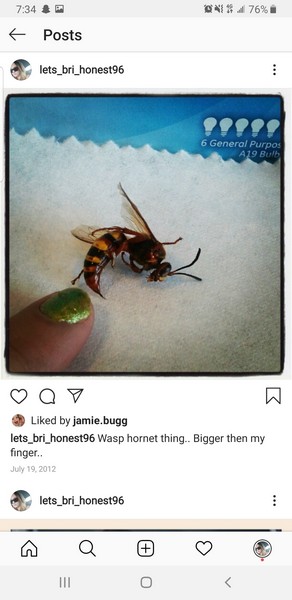 7:34
76%
Posts
lets_bri_honest96
6 General Purpos
A19 Bulb
Liked by jamie.bugg
lets_bri_honest96 Wasp hornet thing.. Bigger then my
finger..
July 19, 2012
lets_bri_honest96